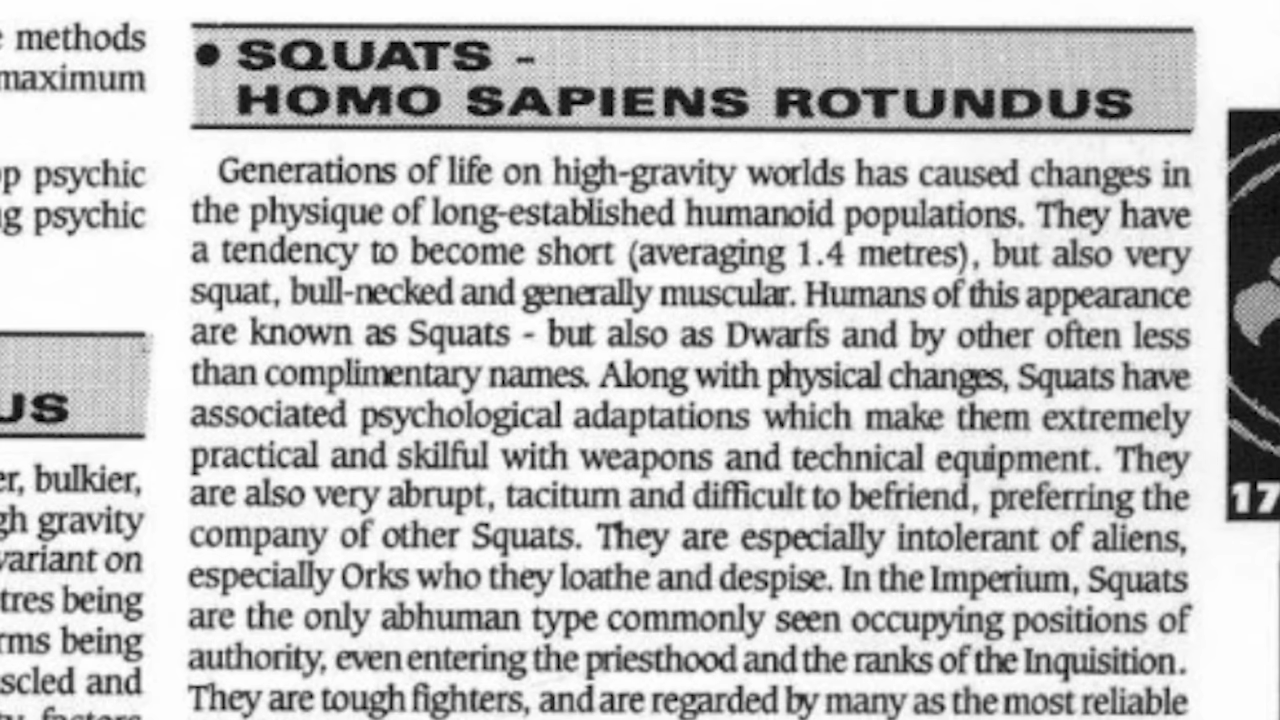 e methods
maximum
op psychic
ng psychic
US
er, bulkier,
gh gravity
variant on
tres being
rms being
scled and
ty factors
• SQUATS -
HOMO SAPIENS ROTUNDUS
Generations of life on high-gravity worlds has caused changes in
the physique of long-established humanoid populations. They have
a tendency to become short (averaging 1.4 metres), but also very
squat, bull-necked and generally muscular. Humans of this appearance
are known as Squats - but also as Dwarfs and by other often less
than complimentary names. Along with physical changes, Squats have
associated psychological adaptations which make them extremely
practical and skilful with weapons and technical equipment. They
are also very abrupt, taciturn and difficult to befriend, preferring the
company of other Squats. They are especially intolerant of aliens,
especially Orks who they loathe and despise. In the Imperium, Squats
are the only abhuman type commonly seen occupying positions of
authority, even entering the priesthood and the ranks of the Inquisition.
They are tough fighters, and are regarded by many as the most reliable
17